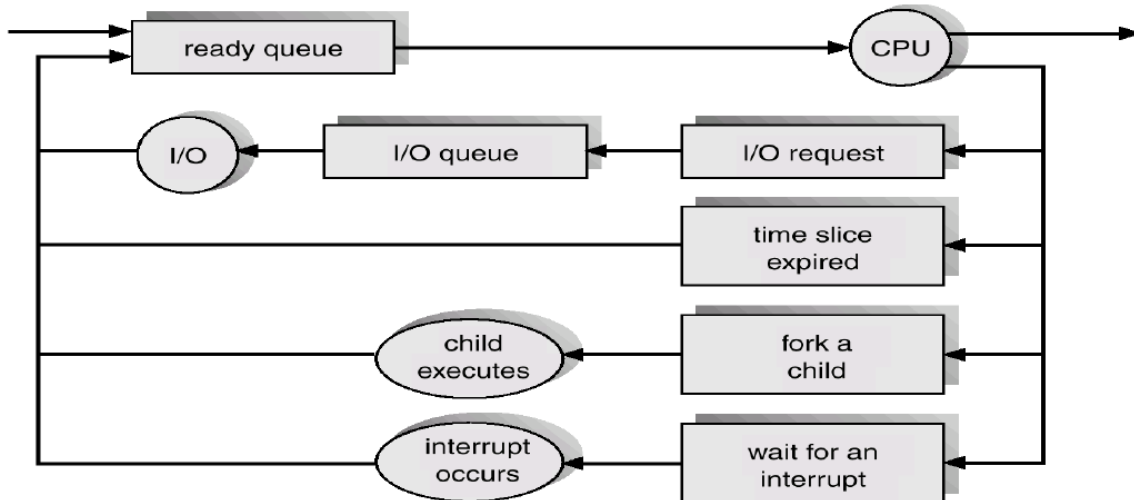 ready queue
CPU
I/O
I/O queue
I/O request
time slice
expired
child
executes
fork a
child
interrupt
occurs
wait for an
interrupt